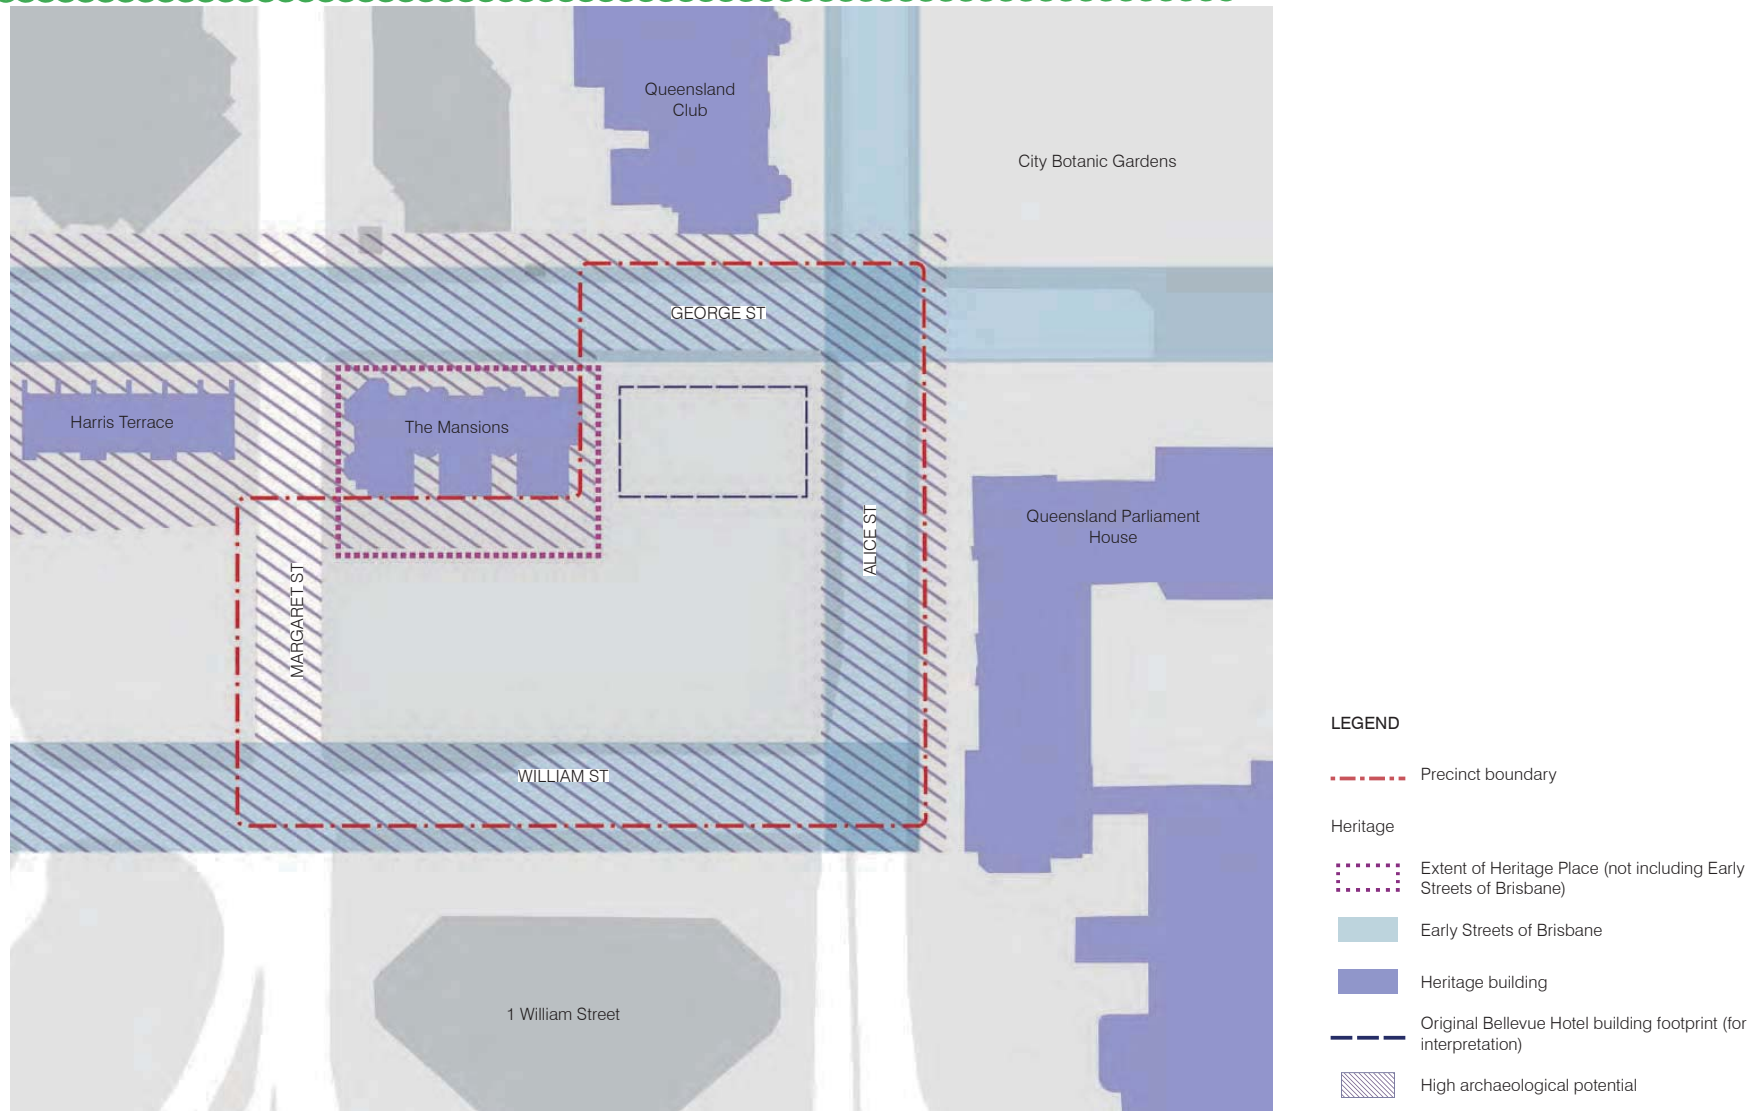 Queensland
Club
City Botanic Gardens
GEORGE ST
Harris Terrace
The Mansions
ALICE ST
Queensland Parliament
House
MARGARET ST
WILLIAM ST
1 William Street
LEGEND
Precinct boundary
Heritage
Extent of Heritage Place (not including Early
Streets of Brisbane)
Early Streets of Brisbane
Heritage building
Original Bellevue Hotel building footprint (for
interpretation)
High archaeological potential